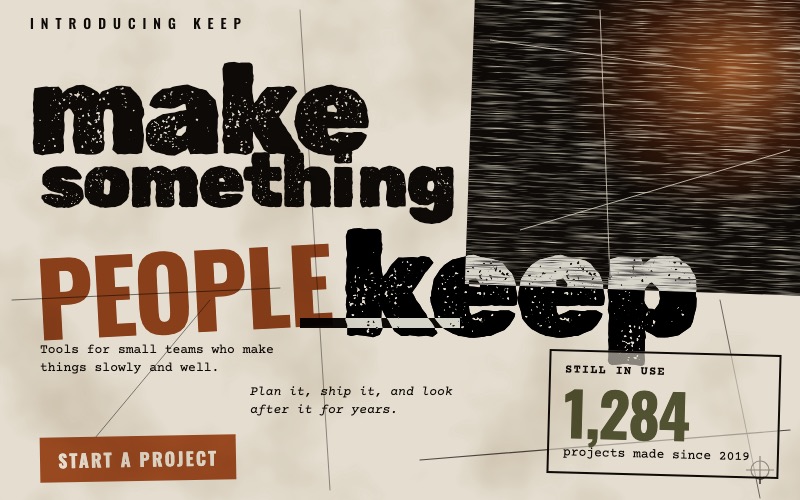 INTRODUCING KEEP
make
something
PEOPLE keep
Tools for small teams who make
things slowly and well.
Plan it, ship it, and look
after it for years.
START A PROJECT
STILL IN USE
1,284
projects made since 2019